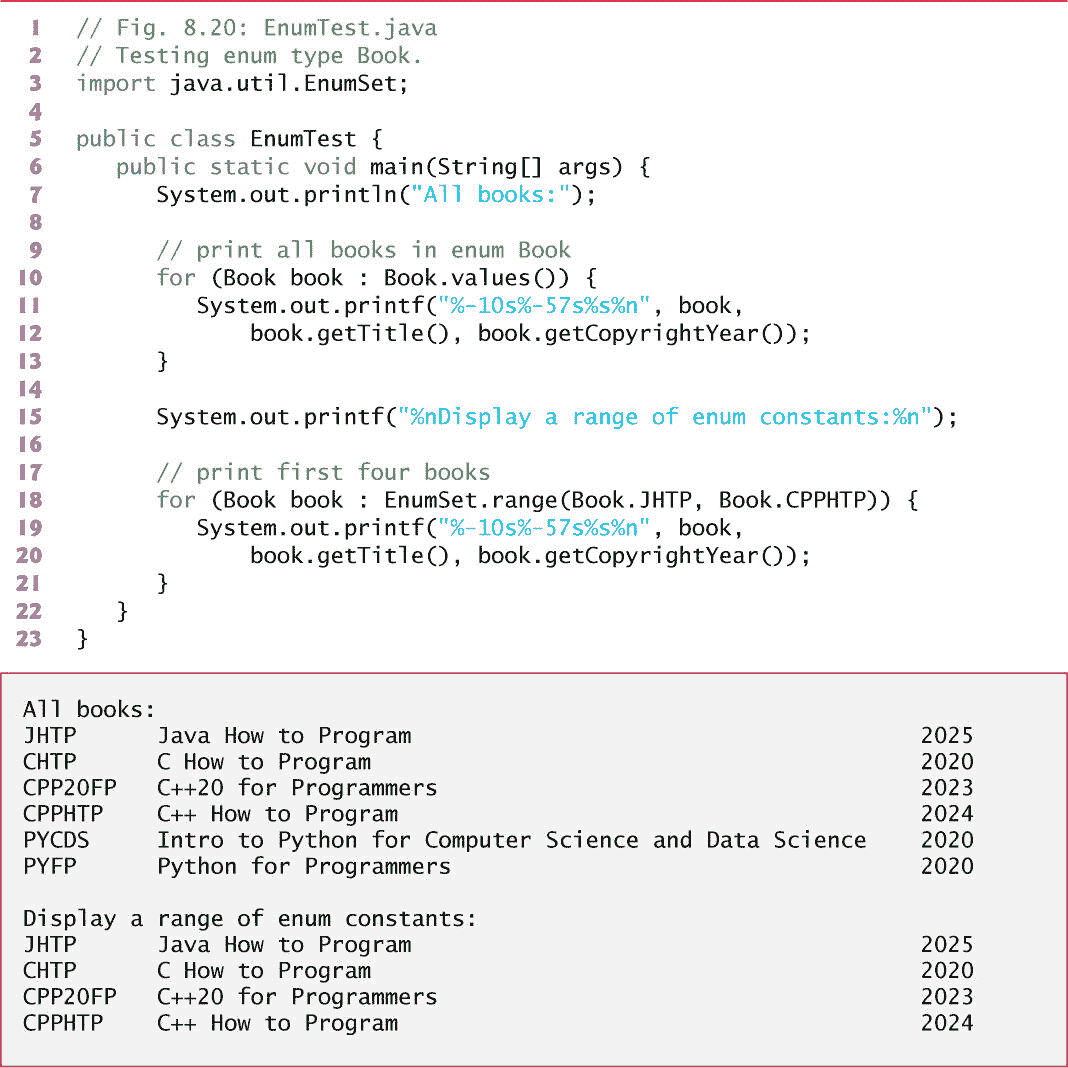 1 // Fig. 8.20: EnumTest.java
2 // Testing enum type Book.
3 import java.util.EnumSet;
4
5 public class EnumTest {
6    public static void main(String[] args) {
7       System.out.println("All books:");
8
9       // print all books in enum Book
10       for (Book book : Book.values()) {
11          System.out.printf("%-10s%-57s%s%n", book,
12              book.getTitle(), book.getCopyrightYear());
13       }
14
15       System.out.printf("%nDisplay a range of enum constants:%n");
16
17       // print first four books
18       for (Book book : EnumSet.range(Book.JHTP, Book.CPPHTP)) {
19          System.out.printf("%-10s%-57s%s%n", book,
20              book.getTitle(), book.getCopyrightYear());
21       }
22    }
23 }
All books:
JHTP      Java How to Program                                      2025
CHTP      C How to Program                                         2020
CPP20FP   C++20 for Programmers                                    2023
CPPHTP    C++ How to Program                                       2024
PYCDS     Intro to Python for Computer Science and Data Science    2020
PYFP      Python for Programmers                                   2020

Display a range of enum constants:
JHTP      Java How to Program                                      2025
CHTP      C How to Program                                         2020
CPP20FP   C++20 for Programmers                                    2023
CPPHTP    C++ How to Program                                       2024